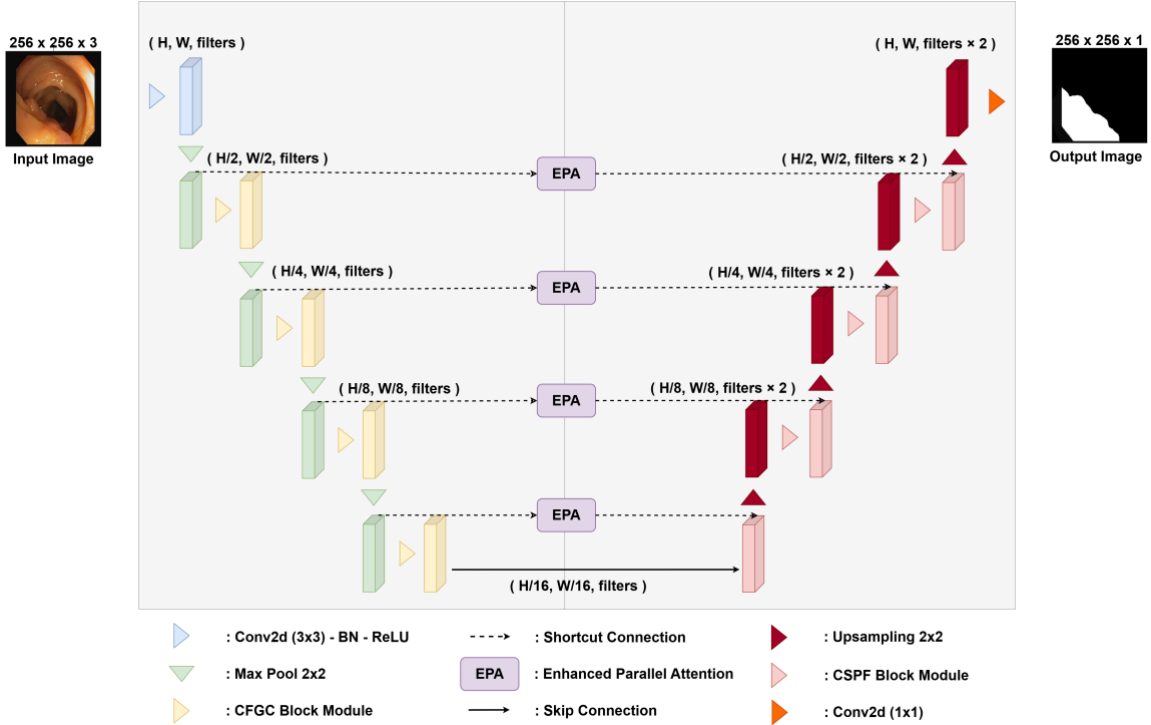 256 x 256 x 3
Input Image
( H, W, filters)
( H, W, filters × 2 )
256 x 256 x 1
Output Image
( H/2, W/2, filters)
EPA
( H/2, W/2, filters × 2 )
( H/4, W/4, filters )
EPA
( H/4, W/4, filters × 2 )
( H/8, W/8, filters )
EPA
( H/8, W/8, filters × 2 )
EPA
( H/16, W/16, filters )
: Conv2d (3x3) - BN - ReLU
: Shortcut Connection
: Upsampling 2x2
: Max Pool 2x2
EPA
: Enhanced Parallel Attention
: CSPF Block Module
: CFGC Block Module
: Skip Connection
: Conv2d (1x1)